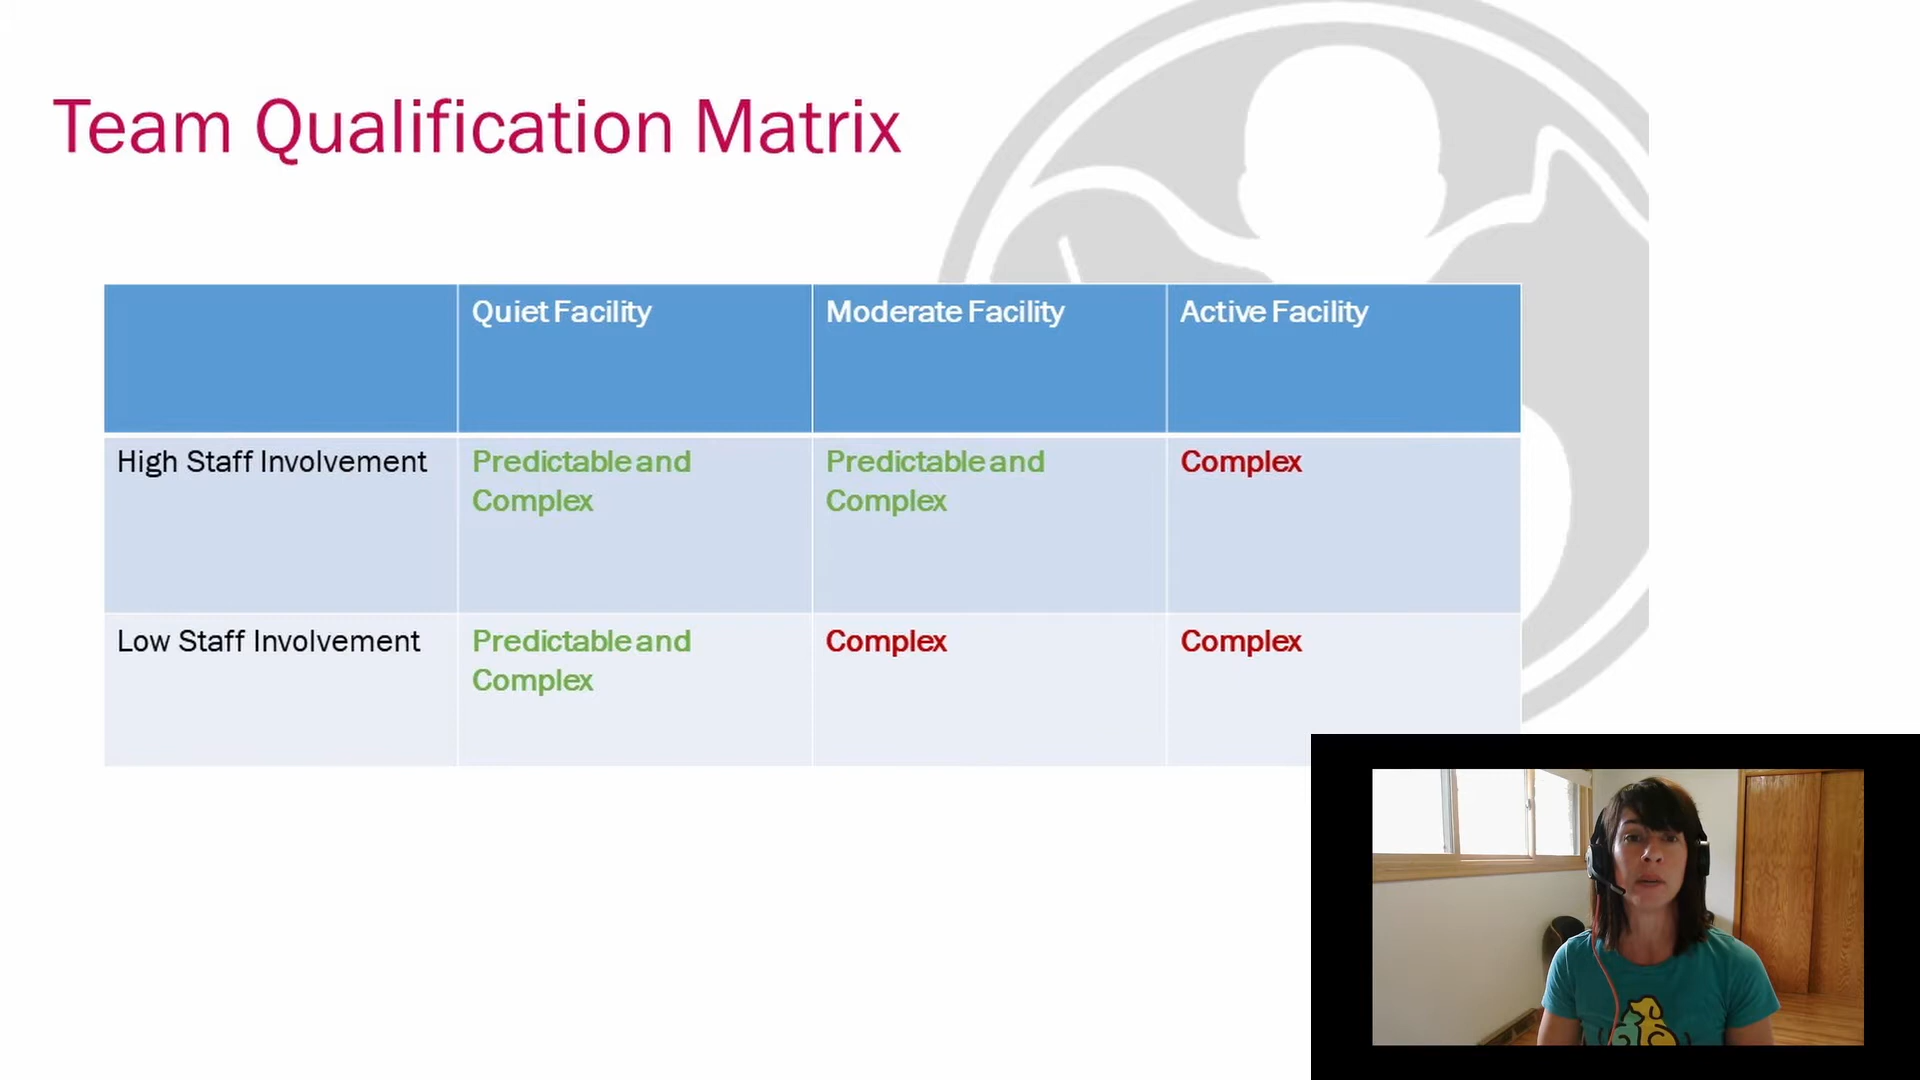 Team Qualification Matrix
Quiet Facility
Moderate Facility
Active Facility
High Staff Involvement
Predictable and
Complex
Predictable and
Complex
Complex
Low Staff Involvement
Predictable and
Complex
Complex
Complex